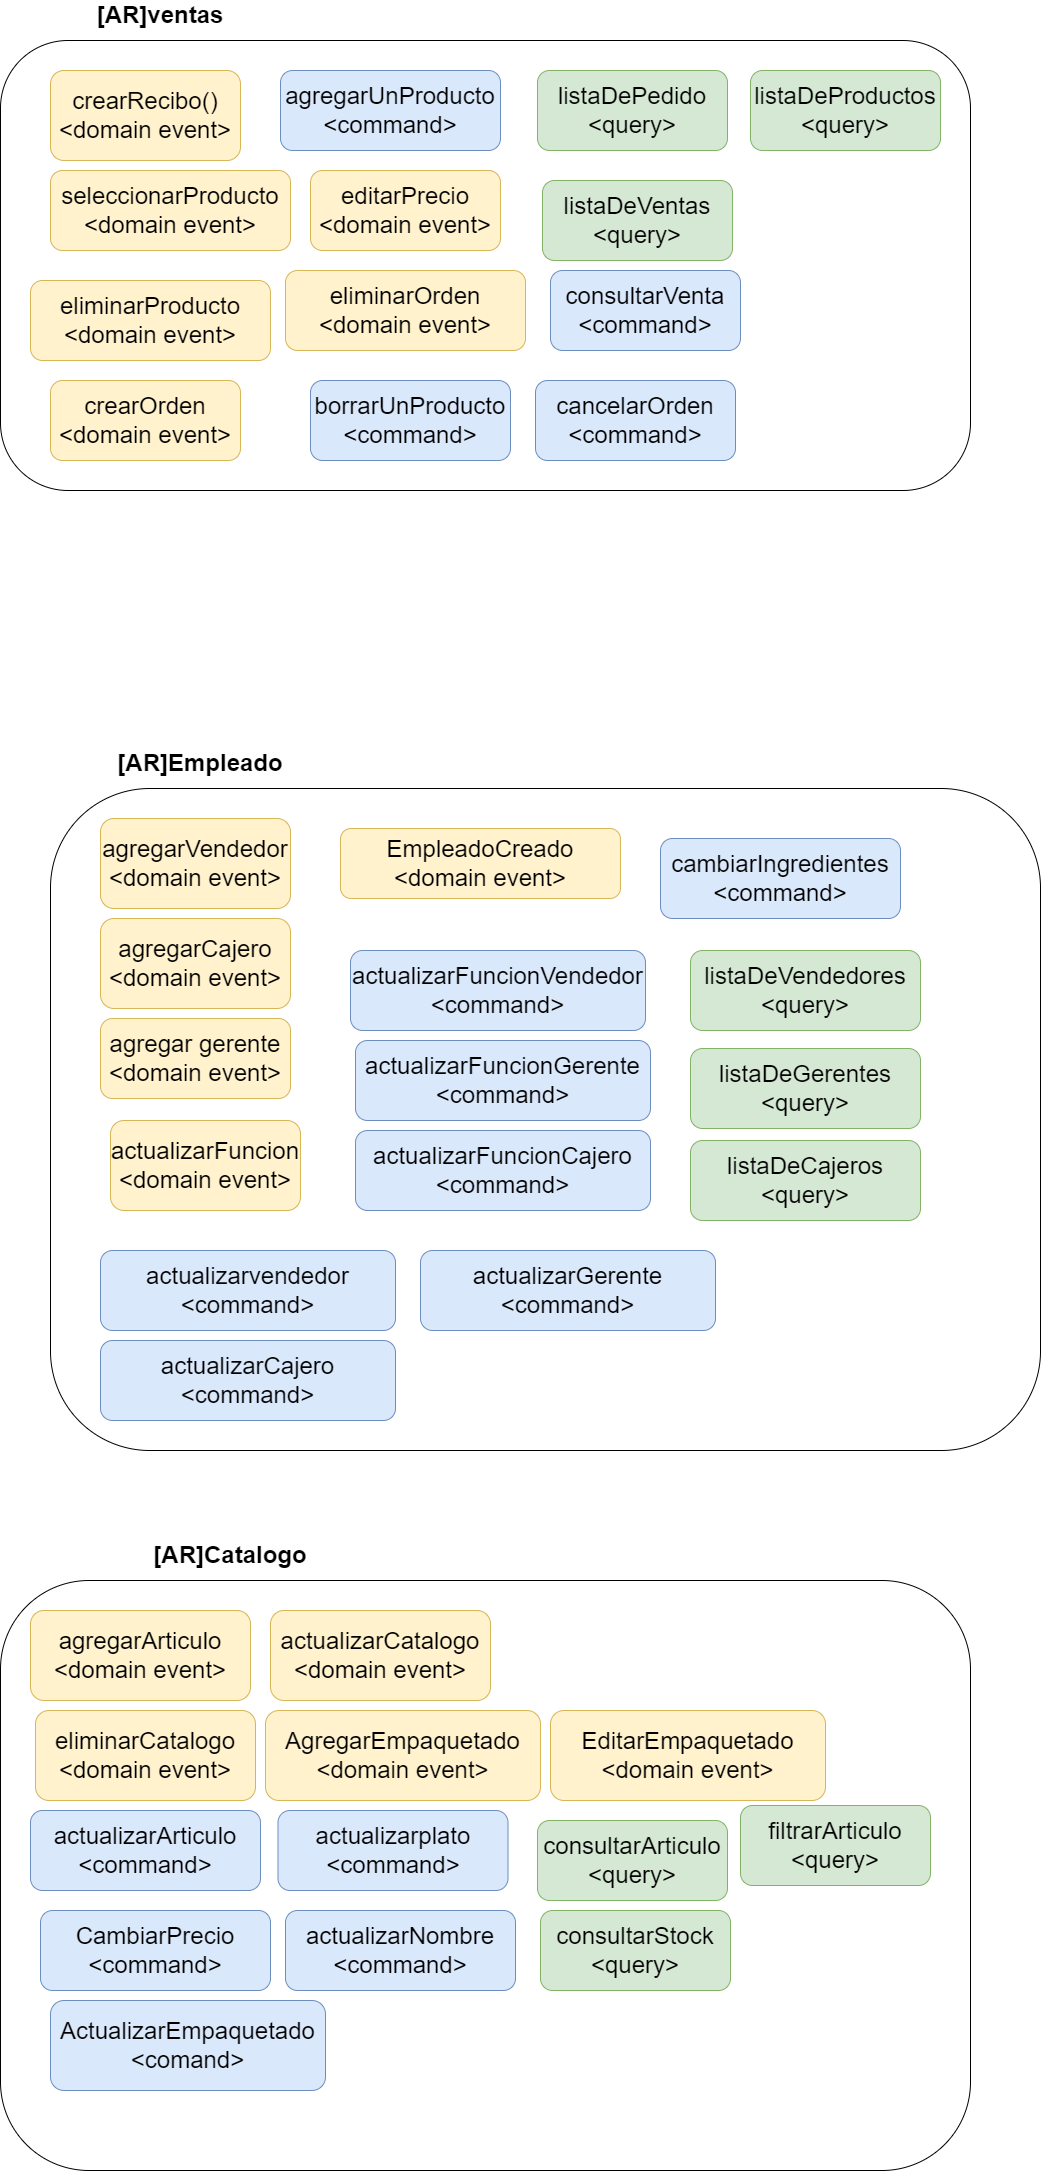 [AR]ventas
crearRecibo()
<domain event>
agregarUnProducto
<command>
listaDePedido
<query>
listaDeProductos
<query>
seleccionarProducto
<domain event>
editarPrecio
<domain event>
listaDeVentas
<query>
eliminarProducto
<domain event>
eliminarOrden
<domain event>
consultarVenta
<command>
crearOrden
<domain event>
borrarUnProducto
<command>
cancelarOrden
<command>
[AR]Empleado
agregarVendedor
<domain event>
EmpleadoCreado
<domain event>
cambiarIngredientes
<command>
agregarCajero
<domain event>
actualizarFuncionVendedor
<command>
listaDeVendedores
<query>
agregar gerente
<domain event>
actualizarFuncionGerente
<command>
listaDeGerentes
<query>
actualizarFuncion
<domain event>
actualizarFuncionCajero
<command>
listaDeCajeros
<query>
actualizarvendedor
<command>
actualizarGerente
<command>
actualizarCajero
<command>
[AR]Catalogo
agregarArticulo
<domain event>
actualizarCatalogo
<domain event>
eliminarCatalogo
<domain event>
AgregarEmpaquetado
<domain event>
EditarEmpaquetado
<domain event>
actualizarArticulo
<command>
actualizarplato
<command>
consultarArticulo
<query>
filtrarArticulo
<query>
CambiarPrecio
<command>
actualizarNombre
<command>
consultarStock
<query>
ActualizarEmpaquetado
<comand>